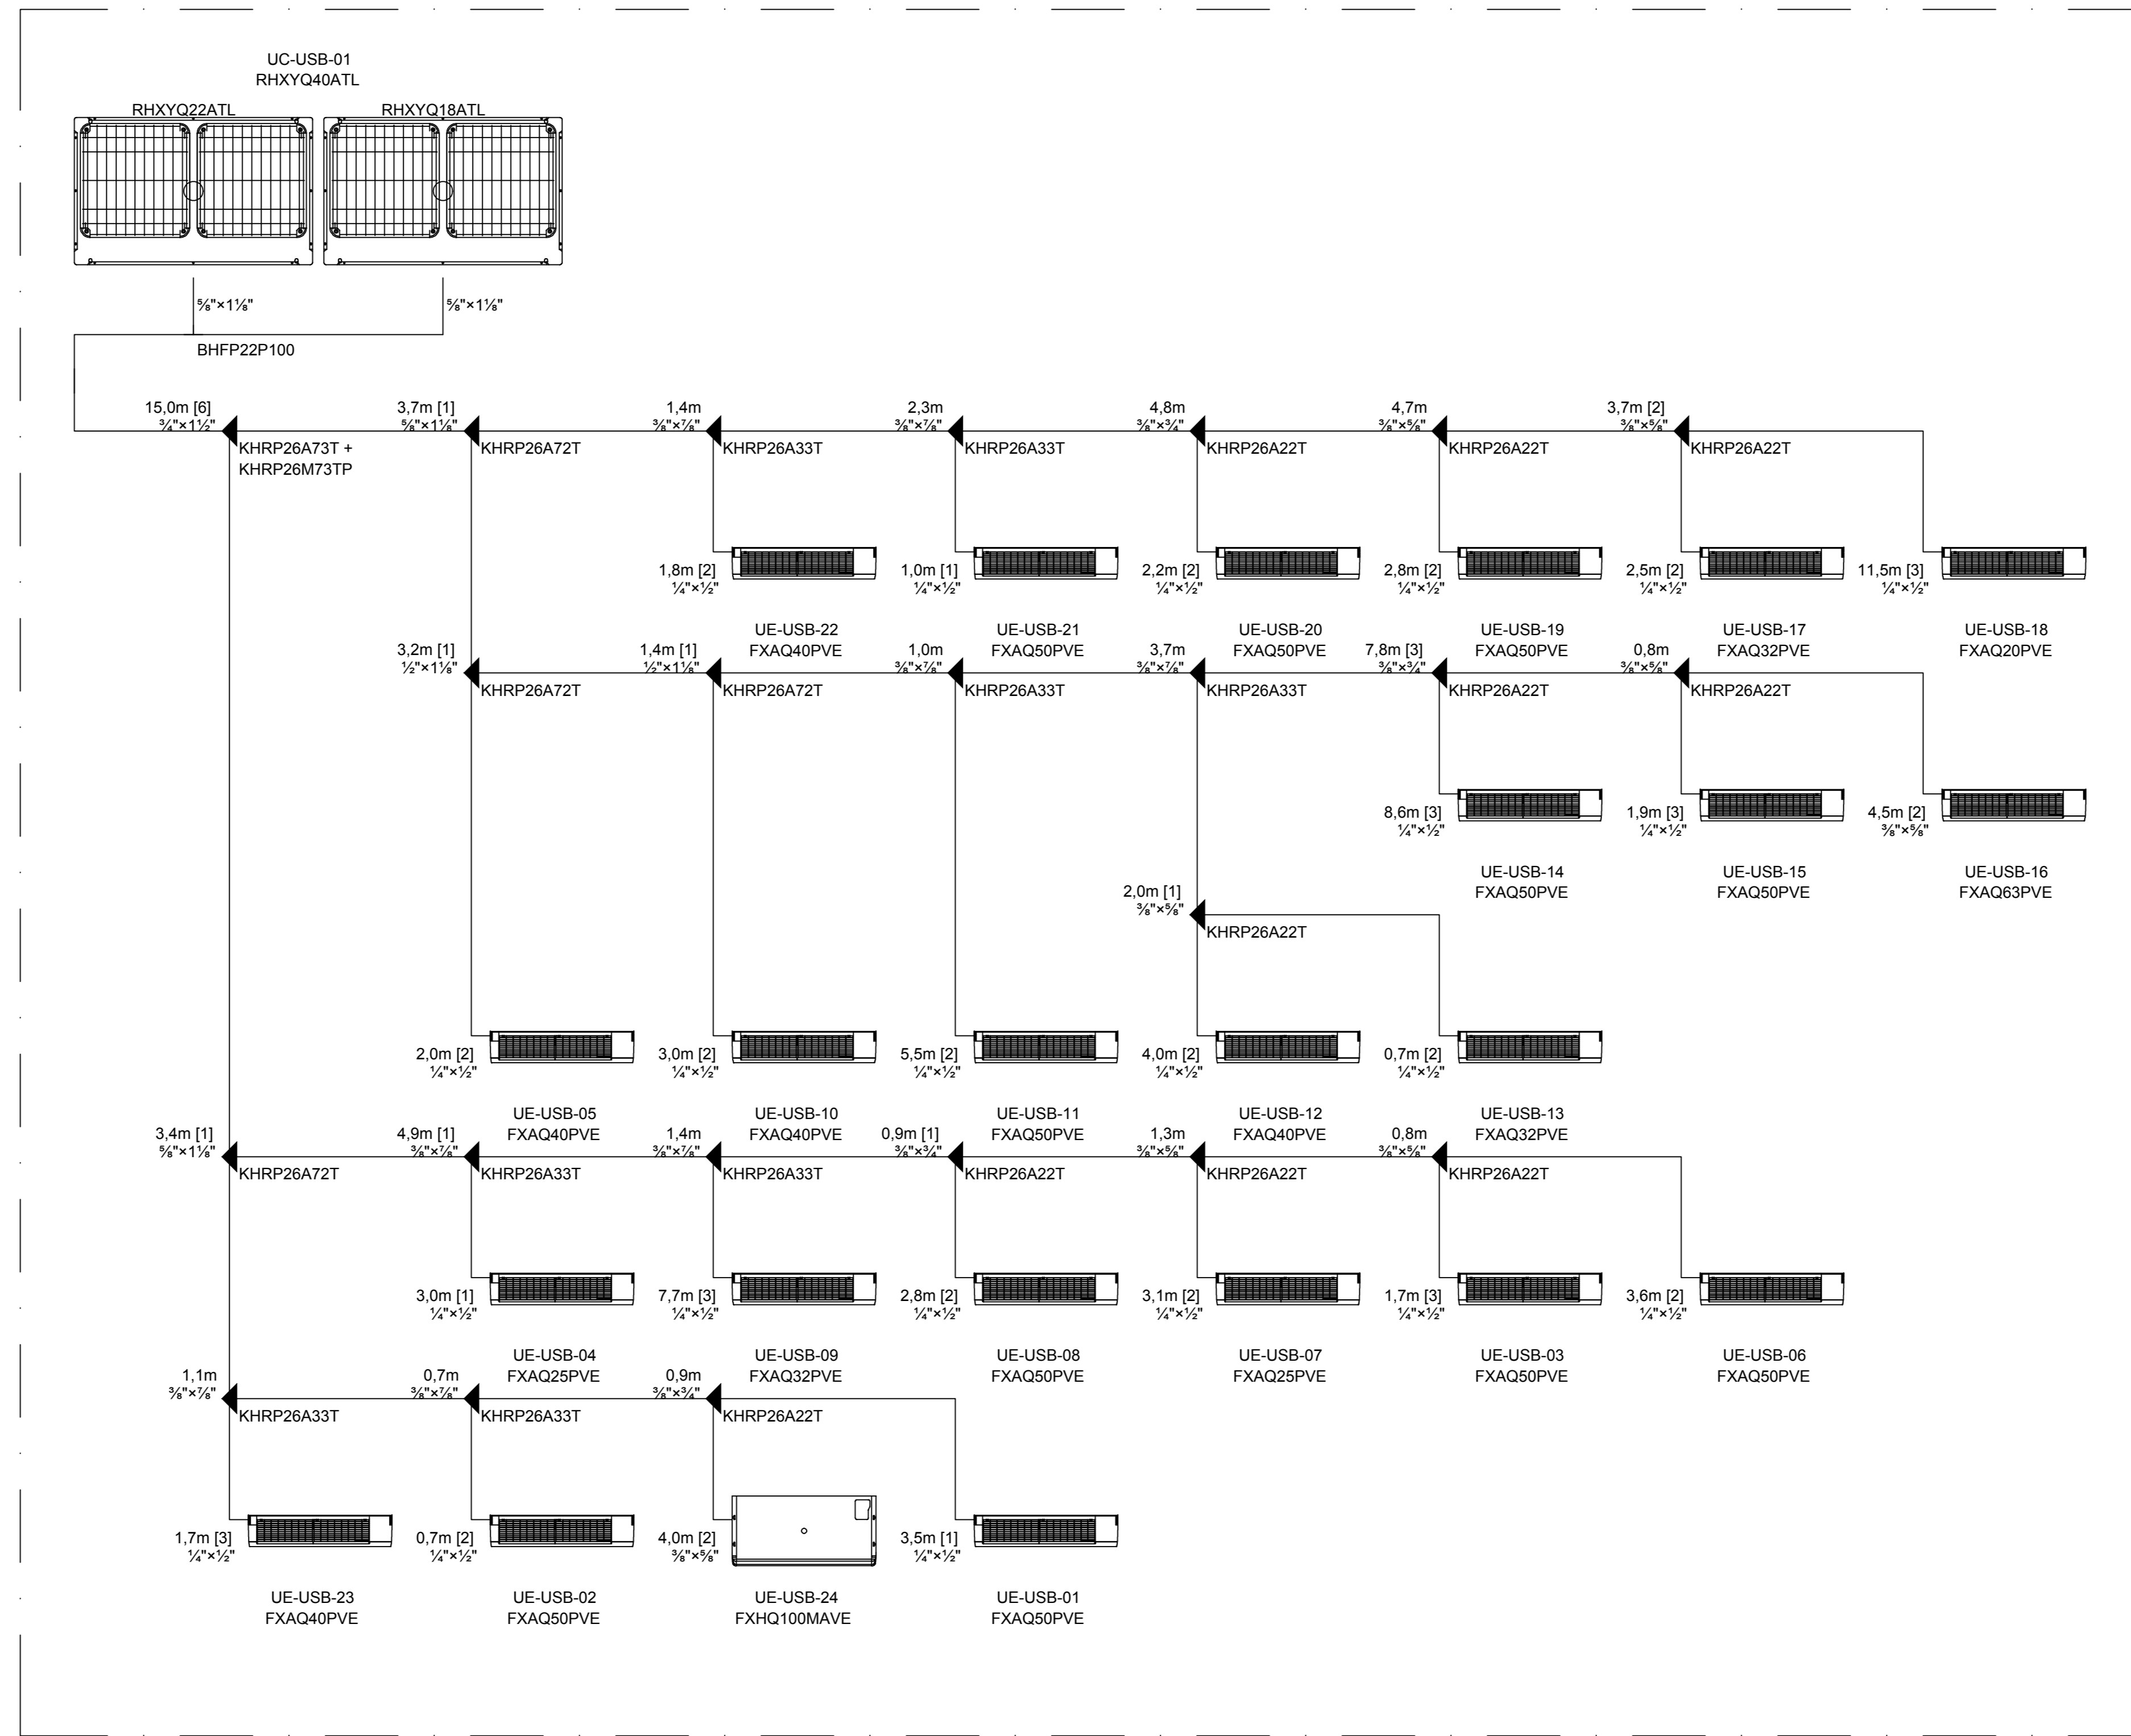 UC-USB-01
RHXYQ40ATL
RHXYQ22ATL
RHXYQ18ATL
⅝"×1⅛"
⅝"×1⅛"
BHFP22P100
15,0m [6]
¾"×1½"
KHRP26A73T +
KHRP26M73TP
3,7m [1]
⅝"×1⅛"
KHRP26A72T
1,4m
⅜"×⅞"
KHRP26A33T
2,3m
⅜"×⅞"
KHRP26A33T
4,8m
⅜"×¾"
KHRP26A22T
4,7m
⅜"×⅝"
KHRP26A22T
3,7m [2]
⅜"×⅝"
KHRP26A22T
1,8m [2]
¼"×½"
UE-USB-22
FXAQ40PVE
1,0m [1]
¼"×½"
UE-USB-21
FXAQ50PVE
2,2m [2]
¼"×½"
UE-USB-20
FXAQ50PVE
2,8m [2]
¼"×½"
UE-USB-19
FXAQ50PVE
2,5m [2]
¼"×½"
UE-USB-17
FXAQ32PVE
11,5m [3]
¼"×½"
UE-USB-18
FXAQ20PVE
3,2m [1]
½"×1⅛"
KHRP26A72T
1,4m [1]
½"×1⅛"
KHRP26A72T
1,0m
⅜"×⅞"
KHRP26A33T
3,7m
⅜"×⅞"
KHRP26A33T
7,8m [3]
⅜"×¾"
KHRP26A22T
0,8m
⅜"×⅝"
KHRP26A22T
8,6m [3]
¼"×½"
UE-USB-14
FXAQ50PVE
1,9m [3]
¼"×½"
UE-USB-15
FXAQ50PVE
4,5m [2]
⅜"×⅝"
UE-USB-16
FXAQ63PVE
2,0m [1]
⅜"×⅝"
KHRP26A22T
2,0m [2]
¼"×½"
UE-USB-05
FXAQ40PVE
3,0m [2]
¼"×½"
UE-USB-10
FXAQ40PVE
5,5m [2]
¼"×½"
UE-USB-11
FXAQ50PVE
4,0m [2]
¼"×½"
UE-USB-12
FXAQ40PVE
0,7m [2]
¼"×½"
UE-USB-13
FXAQ32PVE
3,4m [1]
⅝"×1⅛"
KHRP26A72T
4,9m [1]
⅜"×⅞"
KHRP26A33T
1,4m
⅜"×⅞"
KHRP26A33T
0,9m [1]
⅜"×¾"
KHRP26A22T
1,3m
⅜"×⅝"
KHRP26A22T
0,8m
⅜"×⅝"
KHRP26A22T
3,0m [1]
¼"×½"
UE-USB-04
FXAQ25PVE
7,7m [3]
¼"×½"
UE-USB-09
FXAQ32PVE
2,8m [2]
¼"×½"
UE-USB-08
FXAQ50PVE
3,1m [2]
¼"×½"
UE-USB-07
FXAQ25PVE
1,7m [3]
¼"×½"
UE-USB-03
FXAQ50PVE
3,6m [2]
¼"×½"
UE-USB-06
FXAQ50PVE
1,1m
⅜"×⅞"
KHRP26A33T
0,7m
⅜"×⅞"
KHRP26A33T
0,9m
⅜"×¾"
KHRP26A22T
1,7m [3]
¼"×½"
UE-USB-23
FXAQ40PVE
0,7m [2]
¼"×½"
UE-USB-02
FXAQ50PVE
4,0m [2]
⅜"×⅝"
UE-USB-24
FXHQ100MAVE
3,5m [1]
¼"×½"
UE-USB-01
FXAQ50PVE